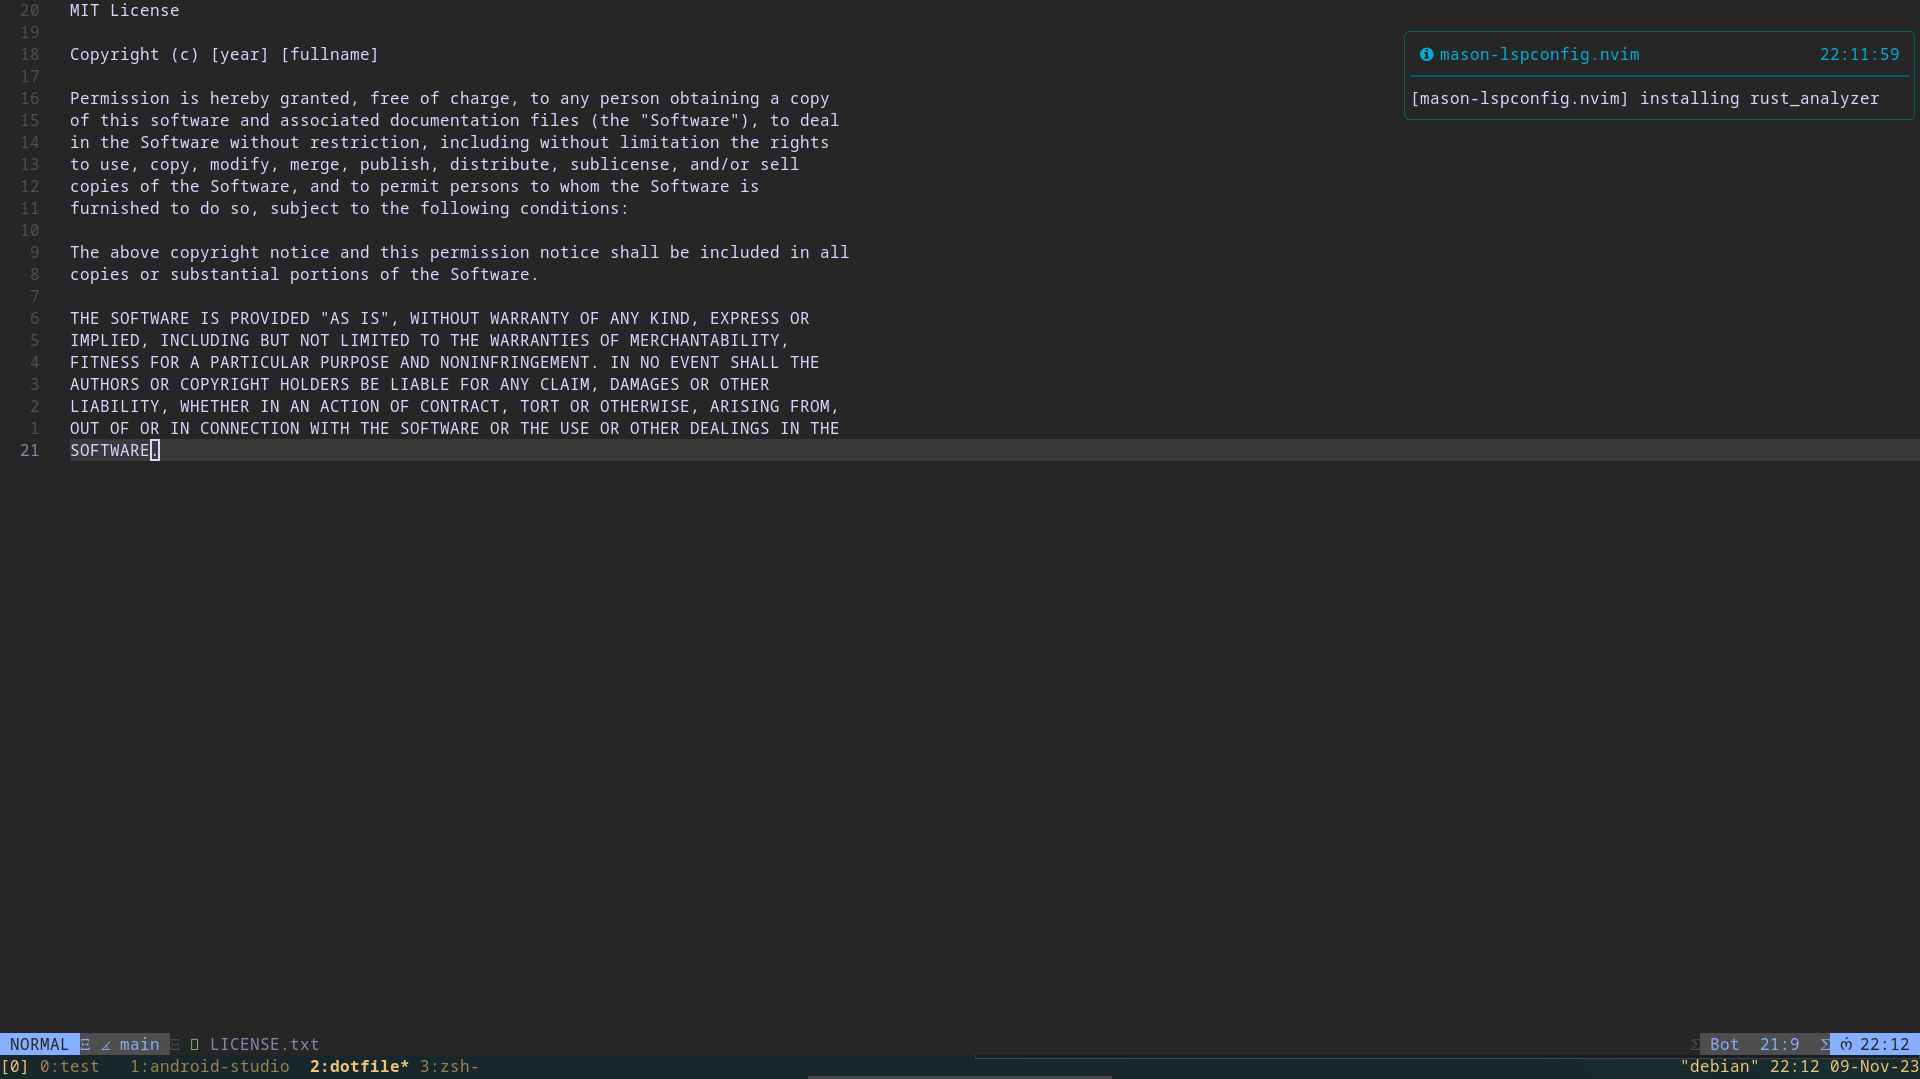 20 MIT License
19
18 Copyright (c) [year] [fullname]
17
16 Permission is hereby granted, free of charge, to any person obtaining a copy
15 of this software and associated documentation files (the "Software"), to deal
14 in the Software without restriction, including without limitation the rights
13 to use, copy, modify, merge, publish, distribute, sublicense, and/or sell
12 copies of the Software, and to permit persons to whom the Software is
11 furnished to do so, subject to the following conditions:
10
9 The above copyright notice and this permission notice shall be included in all
8 copies or substantial portions of the Software.
7
6 THE SOFTWARE IS PROVIDED "AS IS", WITHOUT WARRANTY OF ANY KIND, EXPRESS OR
5 IMPLIED, INCLUDING BUT NOT LIMITED TO THE WARRANTIES OF MERCHANTABILITY,
4 FITNESS FOR A PARTICULAR PURPOSE AND NONINFRINGEMENT. IN NO EVENT SHALL THE
3 AUTHORS OR COPYRIGHT HOLDERS BE LIABLE FOR ANY CLAIM, DAMAGES OR OTHER
2 LIABILITY, WHETHER IN AN ACTION OF CONTRACT, TORT OR OTHERWISE, ARISING FROM,
1 OUT OF OR IN CONNECTION WITH THE SOFTWARE OR THE USE OR OTHER DEALINGS IN THE
21 SOFTWARE.
mason-lspconfig.nvim 22:11:59
[mason-lspconfig.nvim] installing rust_analyzer
NORMAL main LICENSE.txt Bot 21:9 22:12
[0] 0:test 1:android-studio 2:dotfile* 3:zsh- "debian" 22:12 09-Nov-23